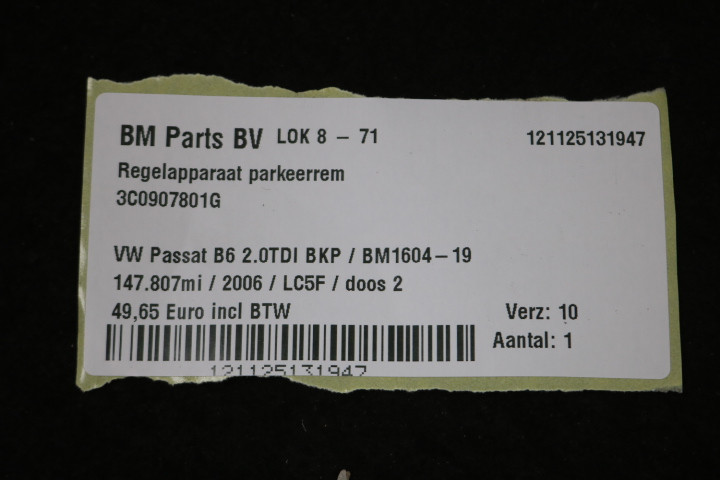 BM Parts BV LOK 8 - 71 121125131947
Regelapparaat parkeerrem
3C0907801G
VW Passat B6 2.0TDI BKP / BM1604-19
147.807mi / 2006 / LC5F / doos 2
49,65 Euro incl BTW Verz: 10
Aantal: 1
121125131947